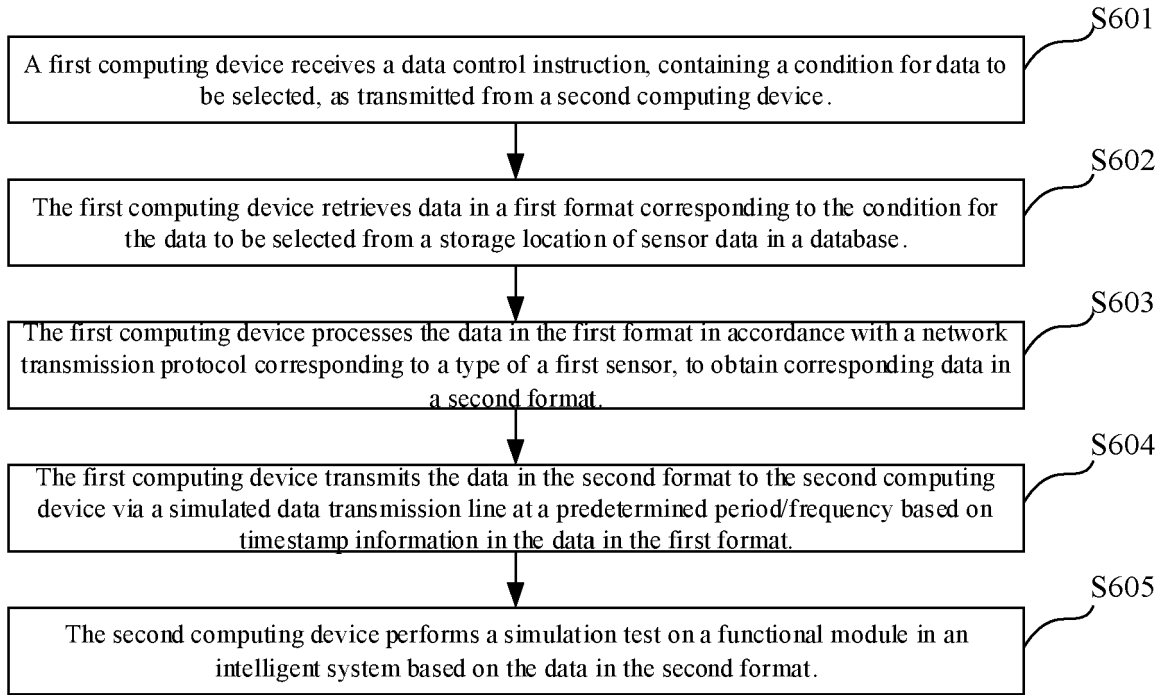 S601
A first computing device receives a data control instruction, containing a condition for data to
be selected, as transmitted from a second computing device.
S602
The first computing device retrieves data in a first format corresponding to the condition for
the data to be selected from a storage location of sensor data in a database.
S603
The first computing device processes the data in the first format in accordance with a network
transmission protocol corresponding to a type of a first sensor, to obtain corresponding data in
a second format.
S604
The first computing device transmits the data in the second format to the second computing
device via a simulated data transmission line at a predetermined period/frequency based on
timestamp information in the data in the first format.
S605
The second computing device performs a simulation test on a functional module in an
intelligent system based on the data in the second format.